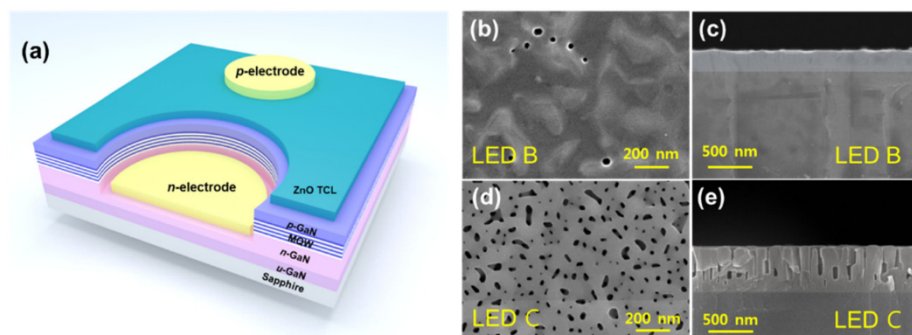 (a)
p-electrode
n-electrode
ZnO TCL
p-GaN
MQW
n-GaN
u-GaN
Sapphire
(b)
LED B
200 nm
(c)
500 nm
LED B
(d)
LED C
200 nm
(e)
500 nm
LED C